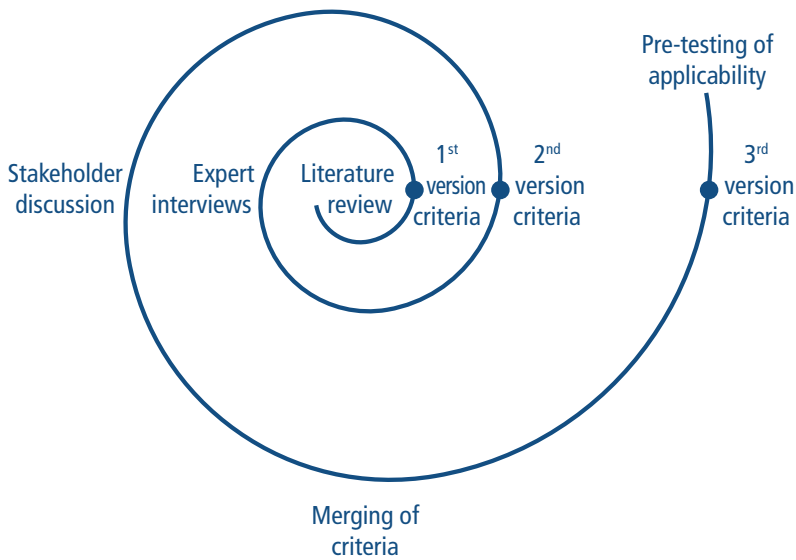 Pre-testing of
applicability
Stakeholder
discussion
Expert
interviews
Literature
review
1st
version
criteria
2nd
version
criteria
3rd
version
criteria
Merging of
criteria